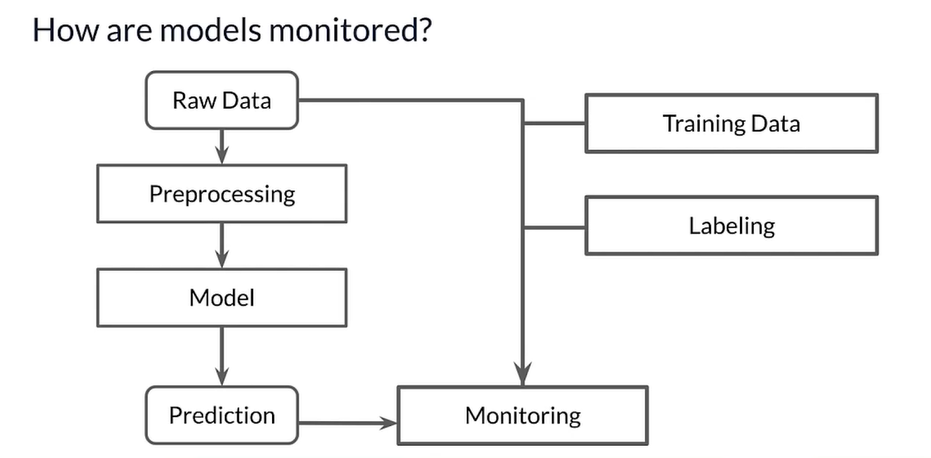 How are models monitored?
Raw Data
Training Data
Preprocessing
Labeling
Model
Prediction
Monitoring